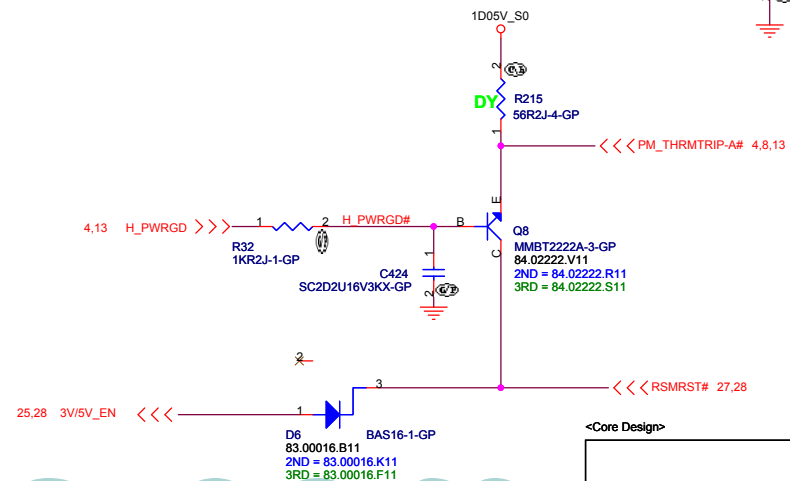 1D05V_S0
2
DY
R215
56R2J-4-GP
1
PM_THRMTRIP-A# 4,8,13
E
4,13 H_PWRGD
1
2
H_PWRGD#
B
Q8
R32
1KR2J-1-GP
MMBT2222A-3-GP
84.02222.V11
2ND = 84.02222.R11
3RD = 84.02222.S11
C
1
C424
SC2D2U16V3KX-GP
2
2
3
RSMRST# 27,28
25,28 3V/5V_EN
1
D6
BAS16-1-GP
83.00016.B11
2ND = 83.00016.K11
3RD = 83.00016.F11
<Core Design>